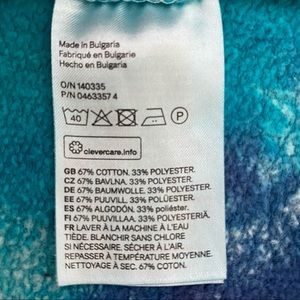 Made in Bulgaria
Fabriqué en Bulgarie
Hecho en Bulgaria
O/N 140335
P/N 0463357 4
40
P
clevercare.info
GB 67% COTTON. 33% POLYESTER.
CZ 67% BAVLNA. 33% POLYESTER.
DE 67% BAUMWOLLE. 33% POLYESTER.
EE 67% PUUVILL. 33% POLÜESTER.
ES 67% ALGODÓN. 33% poliéster.
FI 67% PUUVILLAA. 33% POLYESTERIÄ.
FR LAVER À LA MACHINE À L'EAU
TIÈDE. BLANCHIR SANS CHLORE
SI NÉCESSAIRE. SÉCHER À L'AIR.
REPASSER À TEMPÉRATURE MOYENNE.
NETTOYAGE À SEC. 67% COTON.